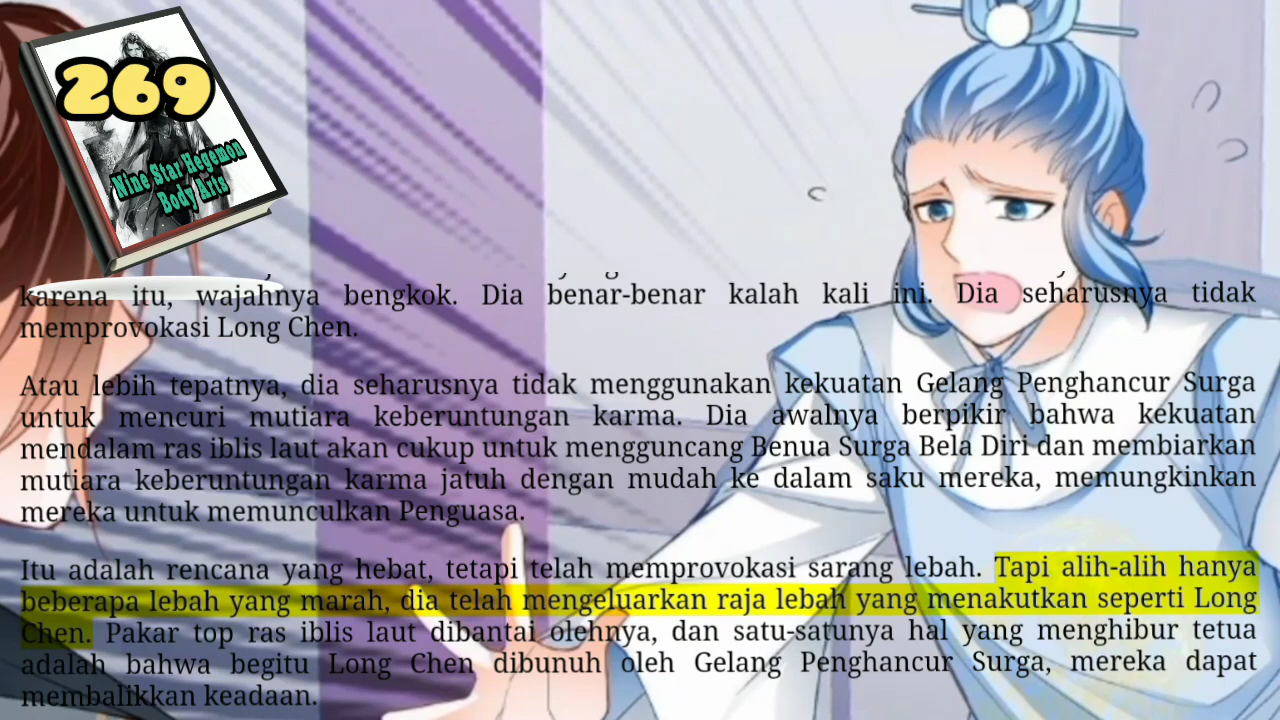 269
Nine Star Hegemon
Body Arts
karena itu, wajahnya bengkok. Dia benar-benar kalah kali ini. Dia seharusnya tidak
memprovokasi Long Chen.
Atau lebih tepatnya, dia seharusnya tidak menggunakan kekuatan Gelang Penghancur Surga
untuk mencuri mutiara keberuntungan karma. Dia awalnya berpikir bahwa kekuatan
mendalam ras iblis laut akan cukup untuk mengguncang Benua Surga Bela Diri dan membiarkan
mutiara keberuntungan karma jatuh dengan mudah ke dalam saku mereka, memungkinkan
mereka untuk memunculkan Penguasa.
Itu adalah rencana yang hebat, tetapi telah memprovokasi sarang lebah. Tapi alih-alih hanya
beberapa lebah yang marah, dia telah mengeluarkan raja lebah yang menakutkan seperti Long
Chen. Pakar top ras iblis laut dibantai olehnya, dan satu-satunya hal yang menghibur tetua
adalah bahwa begitu Long Chen dibunuh oleh Gelang Penghancur Surga, mereka dapat
membalikkan keadaan.